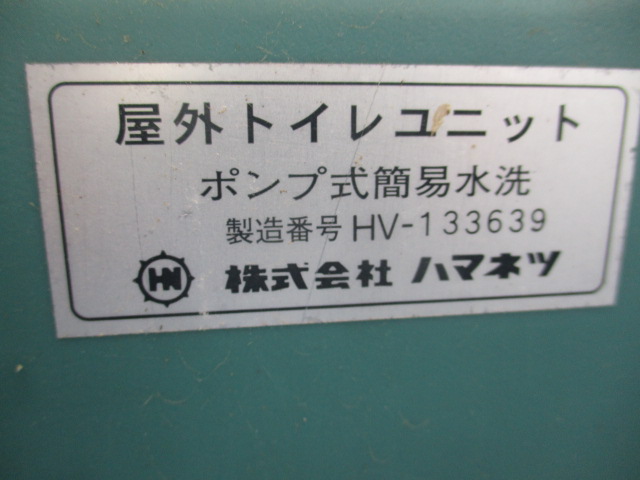 屋外トイレユニット
ポンプ式簡易水洗
製造番号 HV-133639
HN 株式会社 ハマネツ